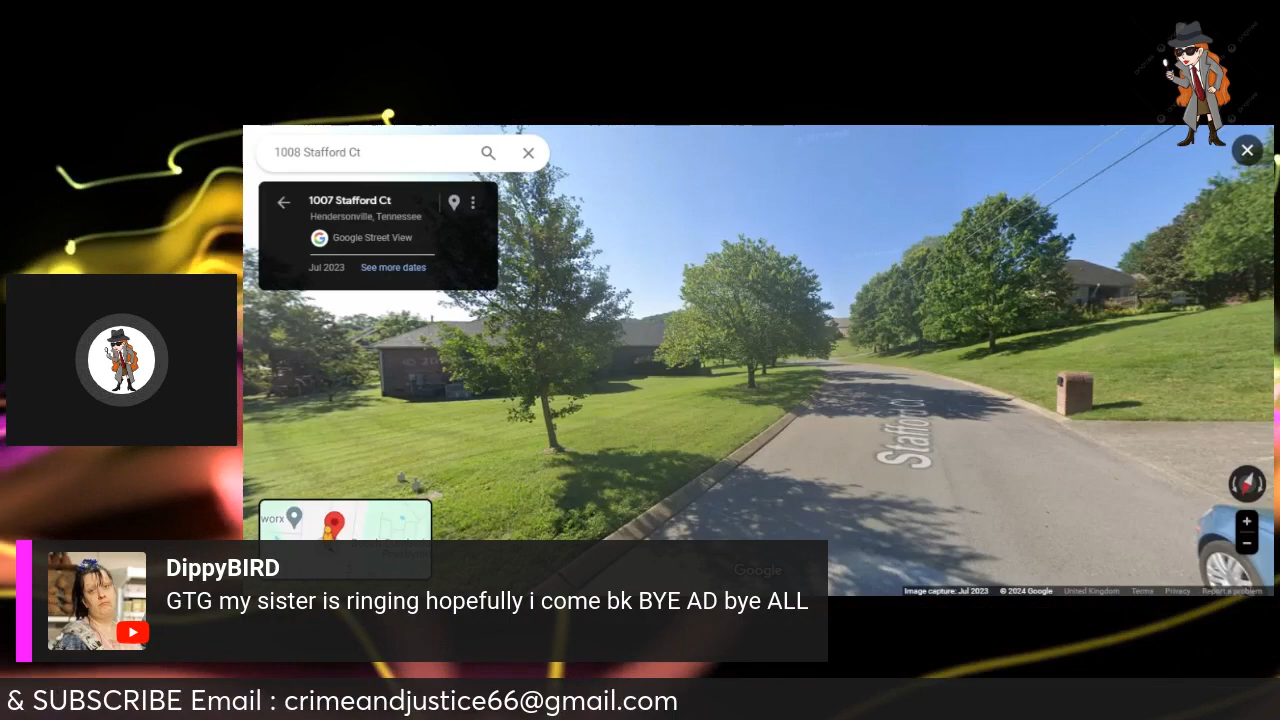 1008 Stafford Ct
1007 Stafford Ct
Hendersonville, Tennessee
Google Street View
Jul 2023 See more dates
Stafford Ct
worx
Google
Image capture: Jul 2023 © 2024 Google United Kingdom Terms Privacy Report a problem
DippyBIRD
GTG my sister is ringing hopefully i come bk BYE AD bye ALL
& SUBSCRIBE Email : crimeandjustice66@gmail.com